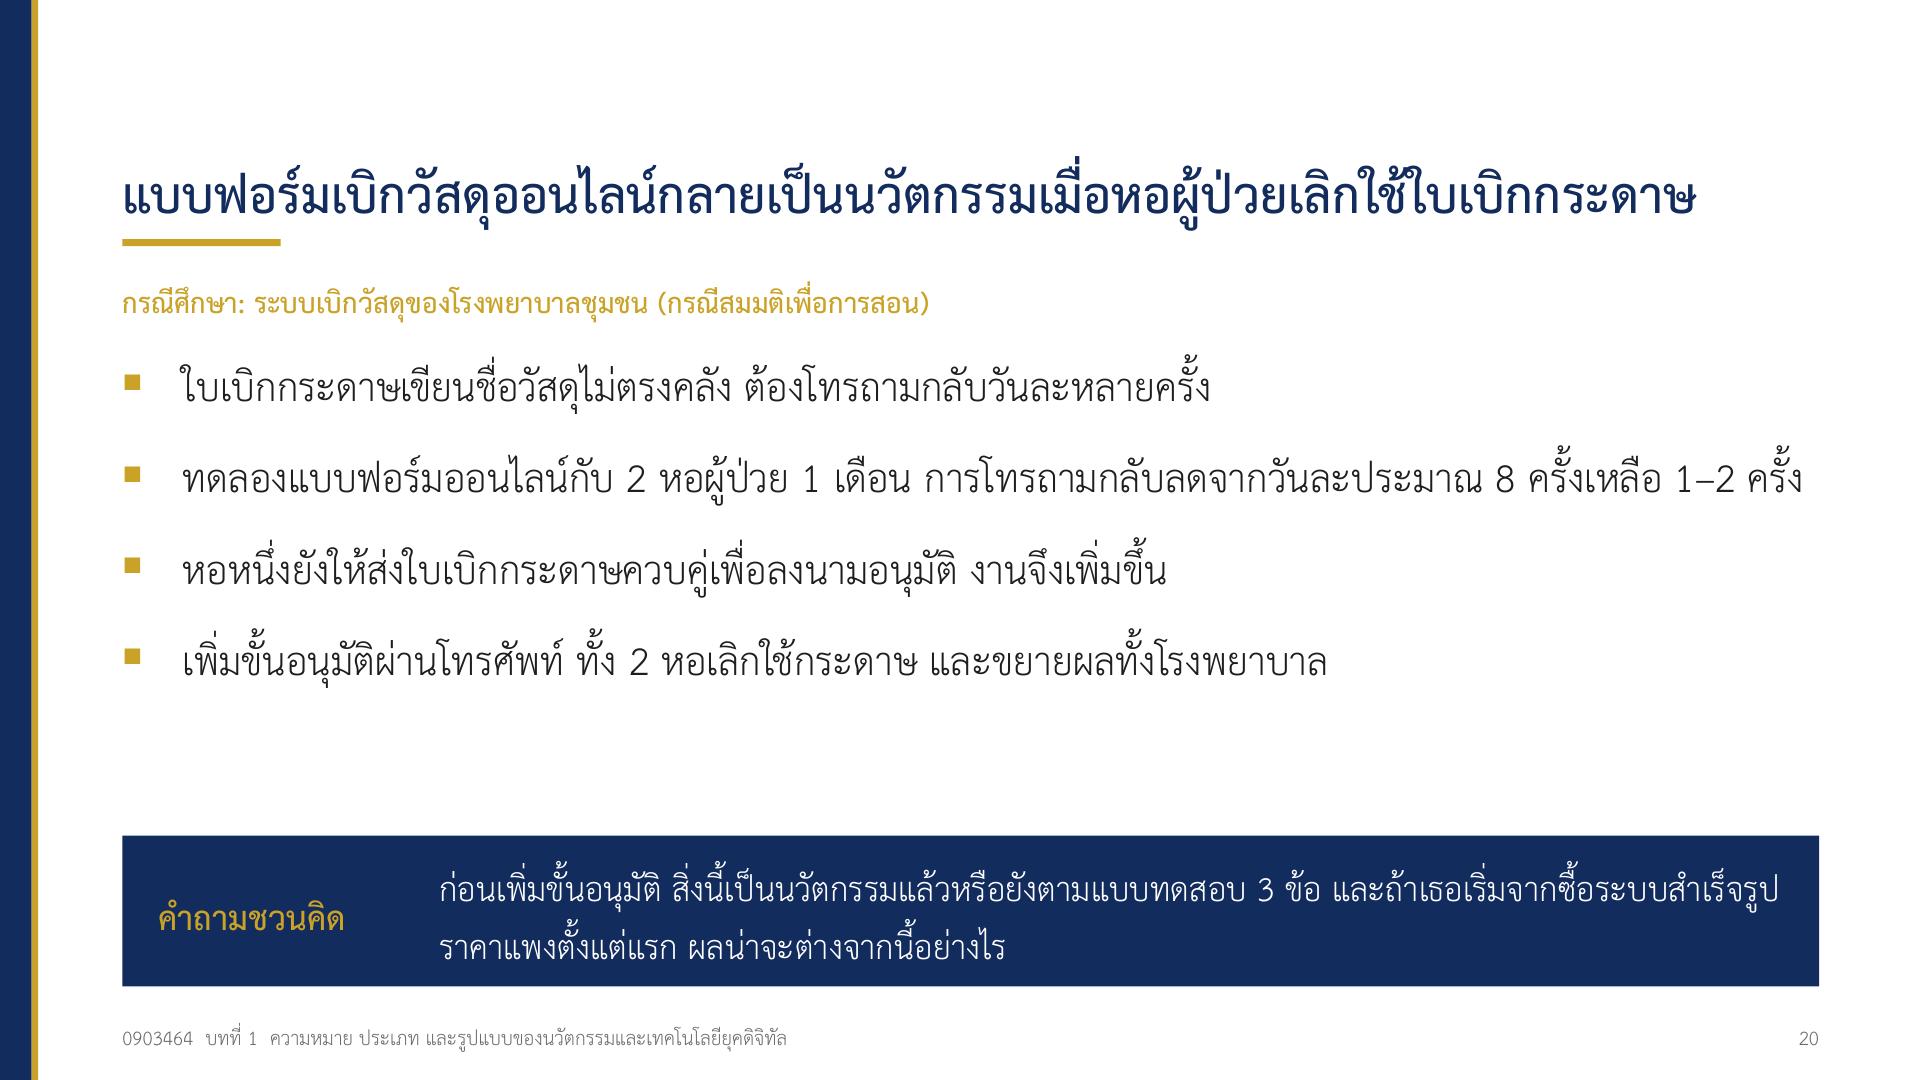 แบบฟอร์มเบิกวัสดุออนไลน์กลายเป็นนวัตกรรมเมื่อหอผู้ป่วยเลิกใช้ใบเบิกกระดาษ
กรณีศึกษา: ระบบเบิกวัสดุของโรงพยาบาลชุมชน (กรณีสมมติเพื่อการสอน)
■ ใบเบิกกระดาษเขียนชื่อวัสดุไม่ตรงคลัง ต้องโทรถามกลับวันละหลายครั้ง
■ ทดลองแบบฟอร์มออนไลน์กับ 2 หอผู้ป่วย 1 เดือน การโทรถามกลับลดจากวันละประมาณ 8 ครั้งเหลือ 1–2 ครั้ง
■ หอหนึ่งยังให้ส่งใบเบิกกระดาษควบคู่เพื่อลงนามอนุมัติ งานจึงเพิ่มขึ้น
■ เพิ่มขั้นอนุมัติผ่านโทรศัพท์ ทั้ง 2 หอเลิกใช้กระดาษ และขยายผลทั้งโรงพยาบาล
คำถามชวนคิด
ก่อนเพิ่มขั้นอนุมัติ สิ่งนี้เป็นนวัตกรรมแล้วหรือยังตามแบบทดสอบ 3 ข้อ และถ้าเธอเริ่มจากซื้อระบบสำเร็จรูป
ราคาแพงตั้งแต่แรก ผลน่าจะต่างจากนี้อย่างไร
0903464 บทที่ 1 ความหมาย ประเภท และรูปแบบของนวัตกรรมและเทคโนโลยียุคดิจิทัล
20